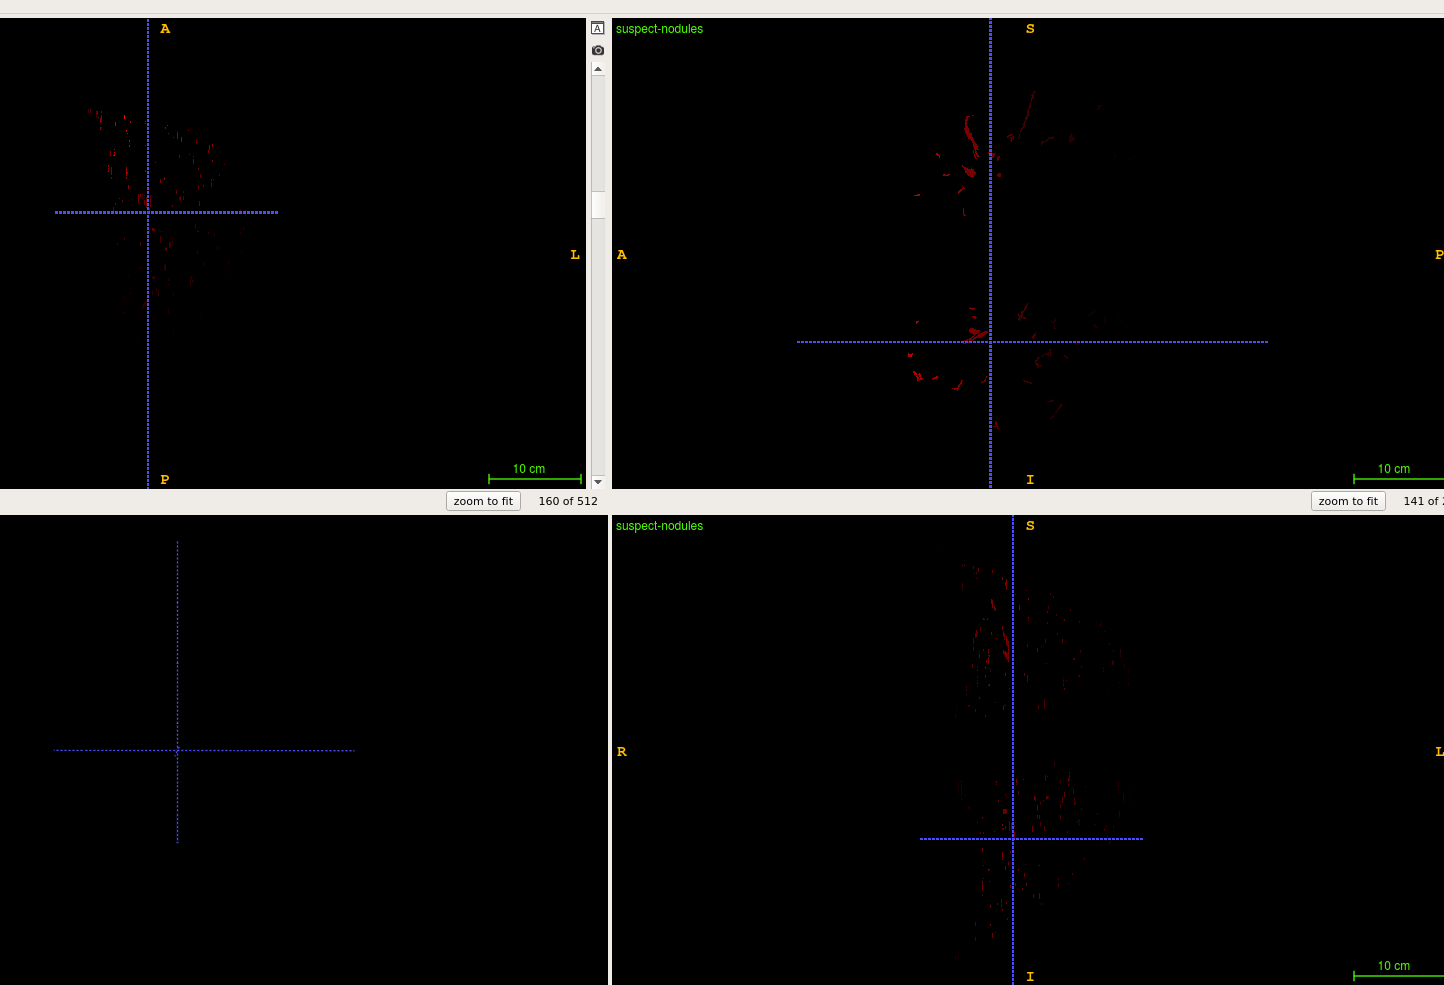 A
A
L
P
10 cm
zoom to fit
160 of 512
suspect-nodules
S
A
P
I
10 cm
zoom to fit
141 of
suspect-nodules
S
R
L
I
10 cm